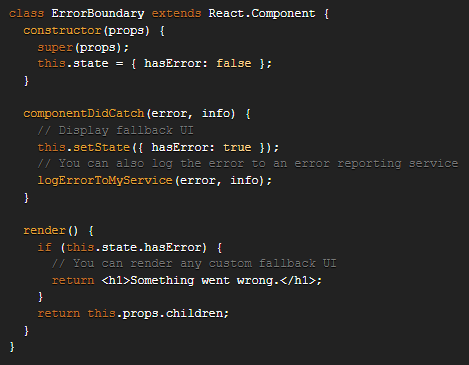 class ErrorBoundary extends React.Component {
  constructor(props) {
    super(props);
    this.state = { hasError: false };
  }

  componentDidCatch(error, info) {
    // Display fallback UI
    this.setState({ hasError: true });
    // You can also log the error to an error reporting service
    logErrorToMyService(error, info);
  }

  render() {
    if (this.state.hasError) {
      // You can render any custom fallback UI
      return <h1>Something went wrong.</h1>;
    }
    return this.props.children;
  }
}